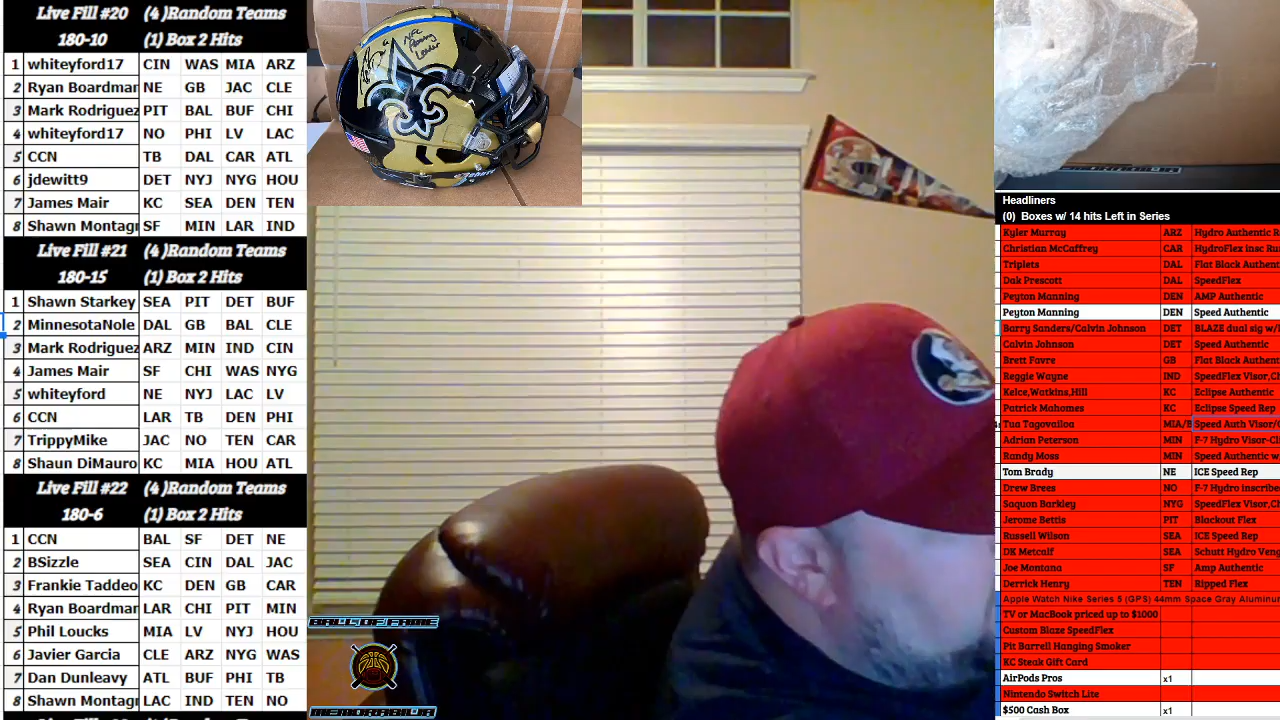 Live Fill #20 (4 )Random Teams
180-10 (1) Box 2 Hits
1 whiteyford17 CIN WAS MIA ARZ
2 Ryan Boardman NE GB JAC CLE
3 Mark Rodriguez PIT BAL BUF CHI
4 whiteyford17 NO PHI LV LAC
5 CCN TB DAL CAR ATL
6 jdewitt9 DET NYJ NYG HOU
7 James Mair KC SEA DEN TEN
8 Shawn Montagn SF MIN LAR IND
Live Fill #21 (4 )Random Teams
180-15 (1) Box 2 Hits
1 Shawn Starkey SEA PIT DET BUF
2 MinnesotaNole DAL GB BAL CLE
3 Mark Rodriguez ARZ MIN IND CIN
4 James Mair SF CHI WAS NYG
5 whiteyford NE NYJ LAC LV
6 CCN LAR TB DEN PHI
7 TrippyMike JAC NO TEN CAR
8 Shaun DiMauro KC MIA HOU ATL
Live Fill #22 (4 )Random Teams
180-6 (1) Box 2 Hits
1 CCN BAL SF DET NE
2 BSizzle SEA CIN DAL JAC
3 Frankie Taddeo KC DEN GB CAR
4 Ryan Boardman LAR CHI PIT MIN
5 Phil Loucks MIA LV NYJ HOU
6 Javier Garcia CLE ARZ NYG WAS
7 Dan Dunleavy ATL BUF PHI TB
8 Shawn Montagn LAC IND TEN NO
NFC
Passing
Leader
BALL OF FAME
MEMORABILIA
Headliners
(0) Boxes w/ 14 hits Left in Series
Kyler Murray ARZ Hydro Authentic R
Christian McCaffrey CAR HydroFlex insc Ru
Triplets DAL Flat Black Authent
Dak Prescott DAL SpeedFlex
Peyton Manning DEN AMP Authentic
Peyton Manning DEN Speed Authentic
Barry Sanders/Calvin Johnson DET BLAZE dual sig w/
Calvin Johnson DET Speed Authentic
Brett Favre GB Flat Black Authent
Reggie Wayne IND SpeedFlex Visor,Cl
Kelce,Watkins,Hill KC Eclipse Authentic
Patrick Mahomes KC Eclipse Speed Rep
Tua Tagovailoa MIA/B Speed Auth Visor/C
Adrian Peterson MIN F-7 Hydro Visor-Cl
Randy Moss MIN Speed Authentic w
Tom Brady NE ICE Speed Rep
Drew Brees NO F-7 Hydro Inscribe
Saquon Barkley NYG SpeedFlex Visor,Cl
Jerome Bettis PIT Blackout Flex
Russell Wilson SEA ICE Speed Rep
DK Metcalf SEA Schutt Hydro Veng
Joe Montana SF Amp Authentic
Derrick Henry TEN Ripped Flex
Apple Watch Nike Series 5 (GPS) 44mm Space Gray Aluminum
TV or MacBook priced up to $1000
Custom Blaze SpeedFlex
Pit Barrell Hanging Smoker
KC Steak Gift Card
AirPods Pros x1
Nintendo Switch Lite
$500 Cash Box x1